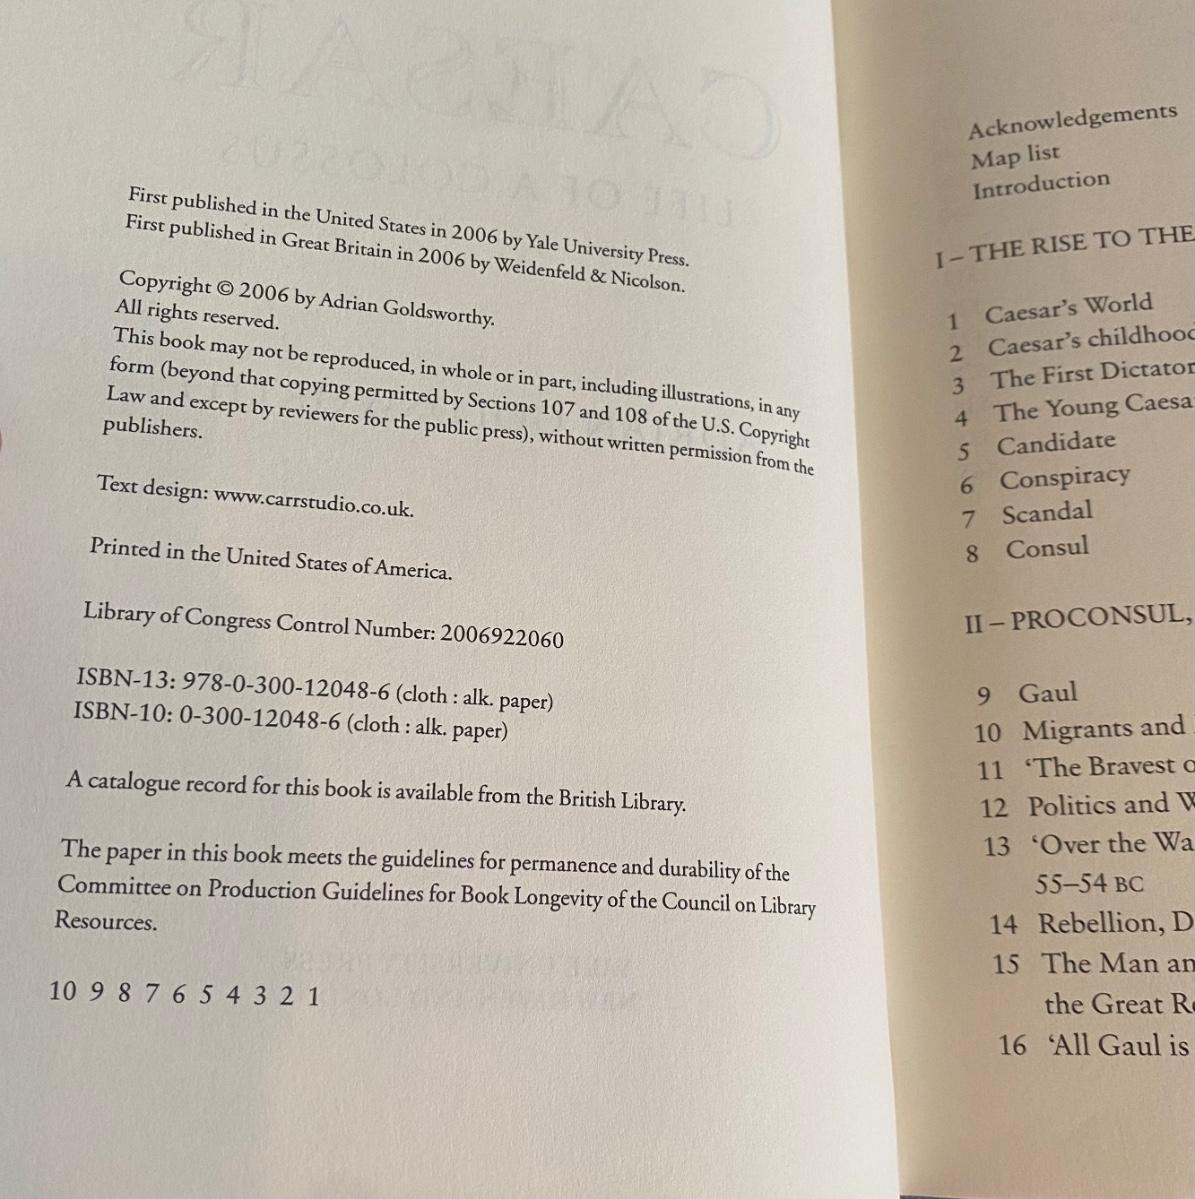 First published in the United States in 2006 by Yale University Press.
First published in Great Britain in 2006 by Weidenfeld & Nicolson.
Copyright © 2006 by Adrian Goldsworthy.
All rights reserved.
This book may not be reproduced, in whole or in part, including illustrations, in any
form (beyond that copying permitted by Sections 107 and 108 of the U.S. Copyright
Law and except by reviewers for the public press), without written permission from the
publishers.
Text design: www.carrstudio.co.uk.
Printed in the United States of America.
Library of Congress Control Number: 2006922060
ISBN-13: 978-0-300-12048-6 (cloth : alk. paper)
ISBN-10: 0-300-12048-6 (cloth : alk. paper)
A catalogue record for this book is available from the British Library.
The paper in this book meets the guidelines for permanence and durability of the
Committee on Production Guidelines for Book Longevity of the Council on Library
Resources.
10 9 8 7 6 5 4 3 2 1
Acknowledgements
Map list
Introduction
I – THE RISE TO THE
1 Caesar's World
2 Caesar's childhood
3 The First Dictator
4 The Young Caesa
5 Candidate
6 Conspiracy
7 Scandal
8 Consul
II – PROCONSUL,
9 Gaul
10 Migrants and
11 ‘The Bravest o
12 Politics and W
13 ‘Over the Wa
55–54 BC
14 Rebellion, D
15 The Man an
the Great Re
16 ‘All Gaul is